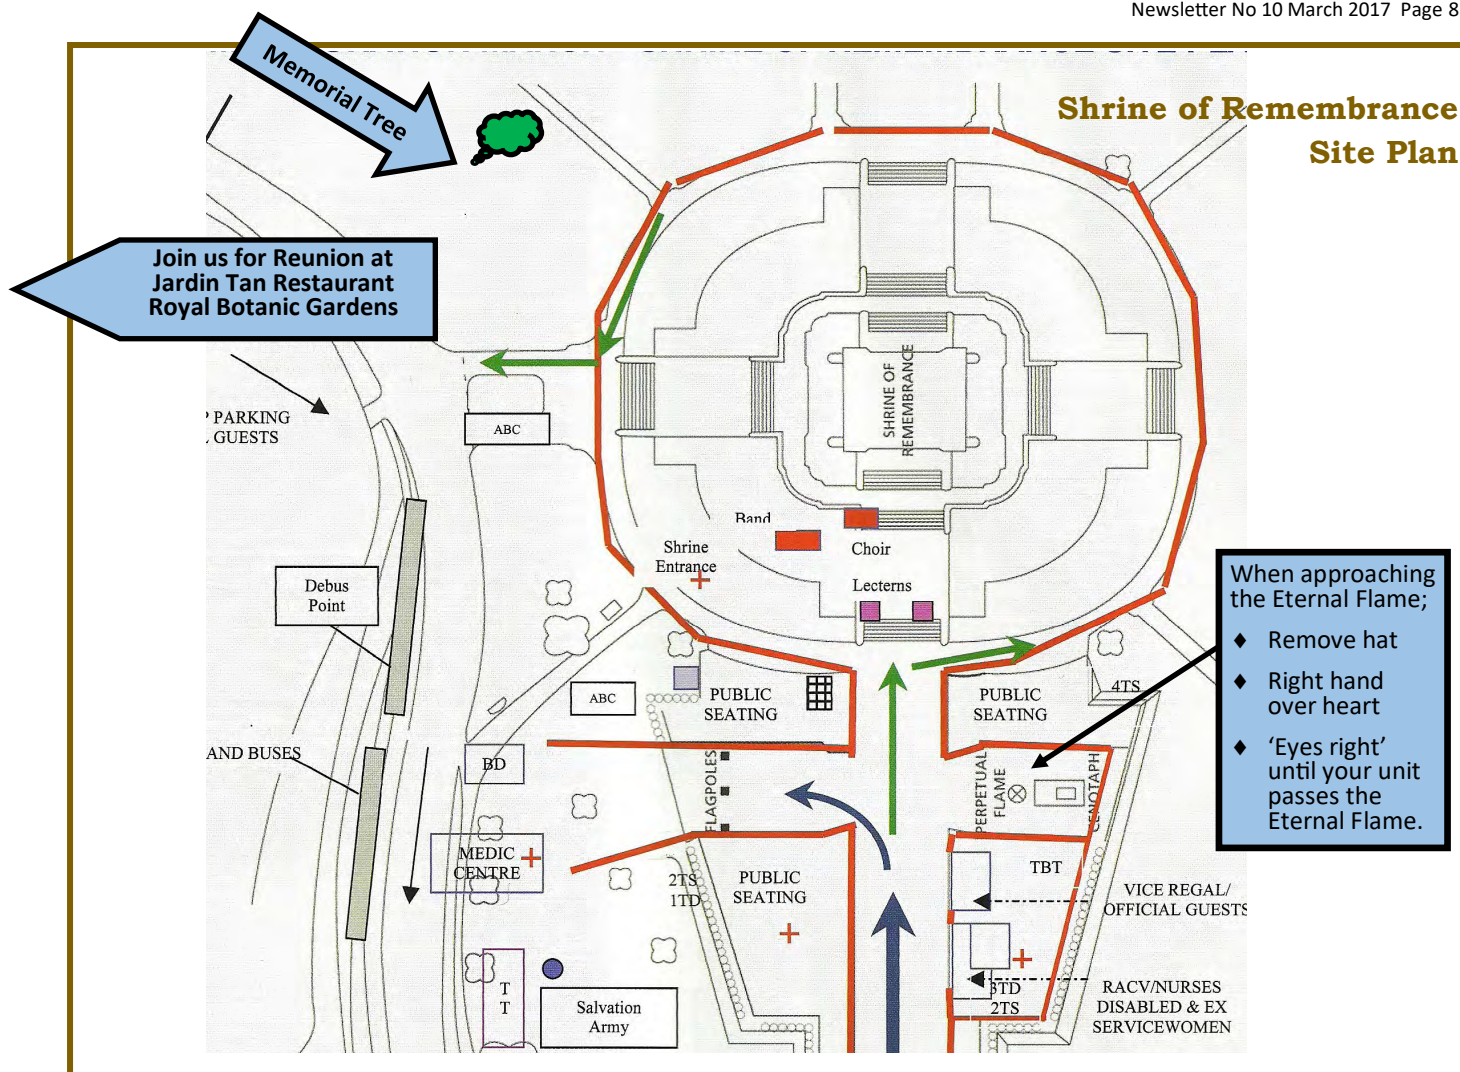 Newsletter No 10 March 2017 Page 8
Shrine of Remembrance
Site Plan
Memorial Tree
Join us for Reunion at
Jardin Tan Restaurant
Royal Botanic Gardens
PARKING
GUESTS
ABC
SHRINE OF
REMEMBRANCE
Band
Choir
Shrine
Entrance
Lecterns
Debus
Point
When approaching
the Eternal Flame;
♦ Remove hat
♦ Right hand
over heart
♦ ‘Eyes right’
until your unit
passes the
Eternal Flame.
ABC
PUBLIC
SEATING
PUBLIC
SEATING
4TS
AND BUSES
BD
FLAGPOLES
PERPETUAL
FLAME
CENOTAPH
MEDIC
CENTRE
2TS
1TD
PUBLIC
SEATING
TBT
VICE REGAL/
OFFICIAL GUESTS
T
T
Salvation
Army
3TD
2TS
RACV/NURSES
DISABLED & EX
SERVICEWOMEN